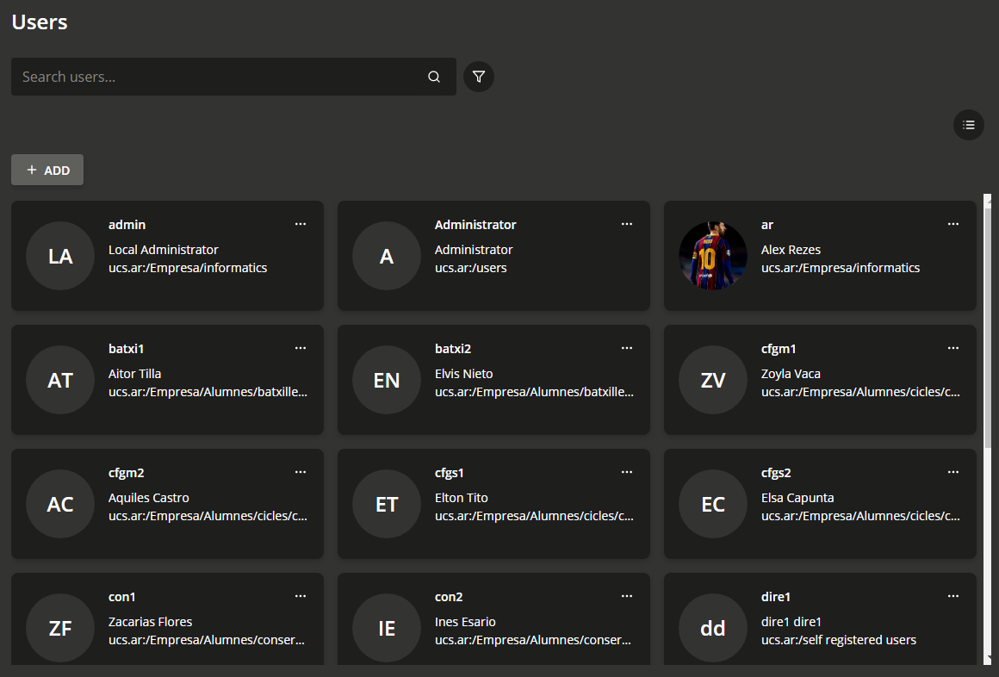 Users
Search users...
+ ADD
LA
admin
...
Local Administrator
ucs.ar:/Empresa/informatics
A
Administrator
...
Administrator
ucs.ar:/users
10
ar
...
Alex Rezes
ucs.ar:/Empresa/informatics
AT
batxi1
...
Aitor Tilla
ucs.ar:/Empresa/Alumnes/batxille...
EN
batxi2
...
Elvis Nieto
ucs.ar:/Empresa/Alumnes/batxille...
ZV
cfgm1
...
Zoyla Vaca
ucs.ar:/Empresa/Alumnes/cicles/c...
AC
cfgm2
...
Aquiles Castro
ucs.ar:/Empresa/Alumnes/cicles/c...
ET
cfgs1
...
Elton Tito
ucs.ar:/Empresa/Alumnes/cicles/c...
EC
cfgs2
...
Elsa Capunta
ucs.ar:/Empresa/Alumnes/cicles/c...
ZF
con1
...
Zacarias Flores
ucs.ar:/Empresa/Alumnes/conser...
IE
con2
...
Ines Esario
ucs.ar:/Empresa/Alumnes/conser...
dd
dire1
...
dire1 dire1
ucs.ar:/self registered users